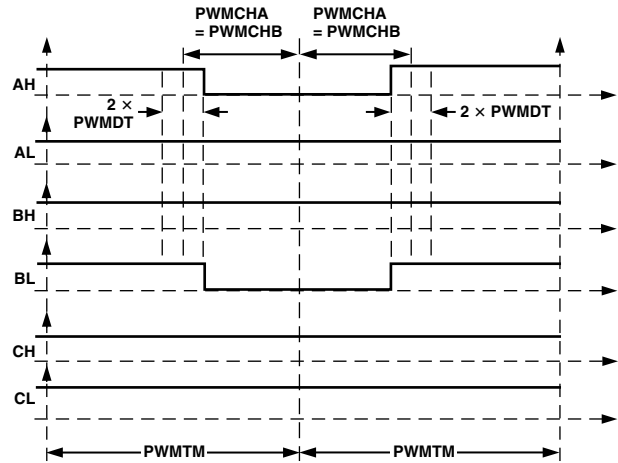 PWMCHA
= PWMCHB
PWMCHA
= PWMCHB
AH
2 ×
PWMDT
2 × PWMDT
AL
BH
BL
CH
CL
PWMTM
PWMTM